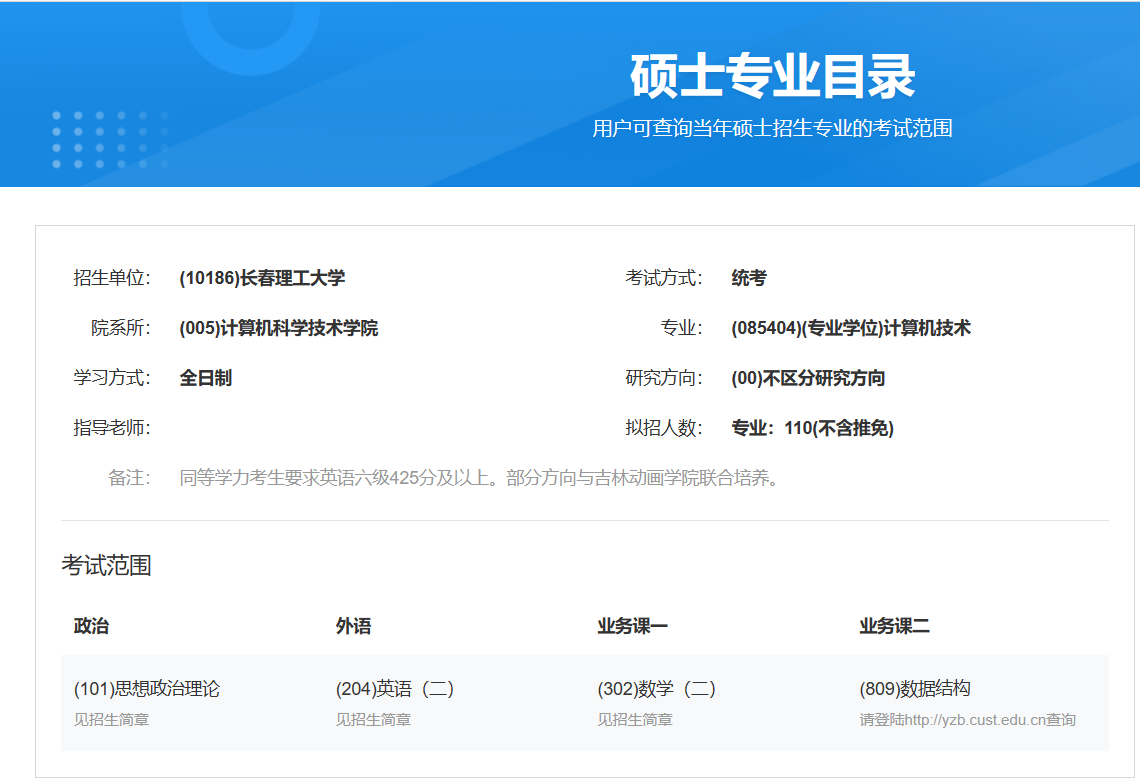 硕士专业目录
用户可查询当年硕士招生专业的考试范围
招生单位： (10186)长春理工大学 考试方式： 统考
院系所： (005)计算机科学技术学院 专业： (085404)(专业学位)计算机技术
学习方式： 全日制 研究方向： (00)不区分研究方向
指导老师： 拟招人数： 专业：110(不含推免)
备注： 同等学力考生要求英语六级425分及以上。部分方向与吉林动画学院联合培养。
考试范围
政治 外语 业务课一 业务课二
(101)思想政治理论 (204)英语（二） (302)数学（二） (809)数据结构
见招生简章 见招生简章 见招生简章 请登陆http://yzb.cust.edu.cn查询